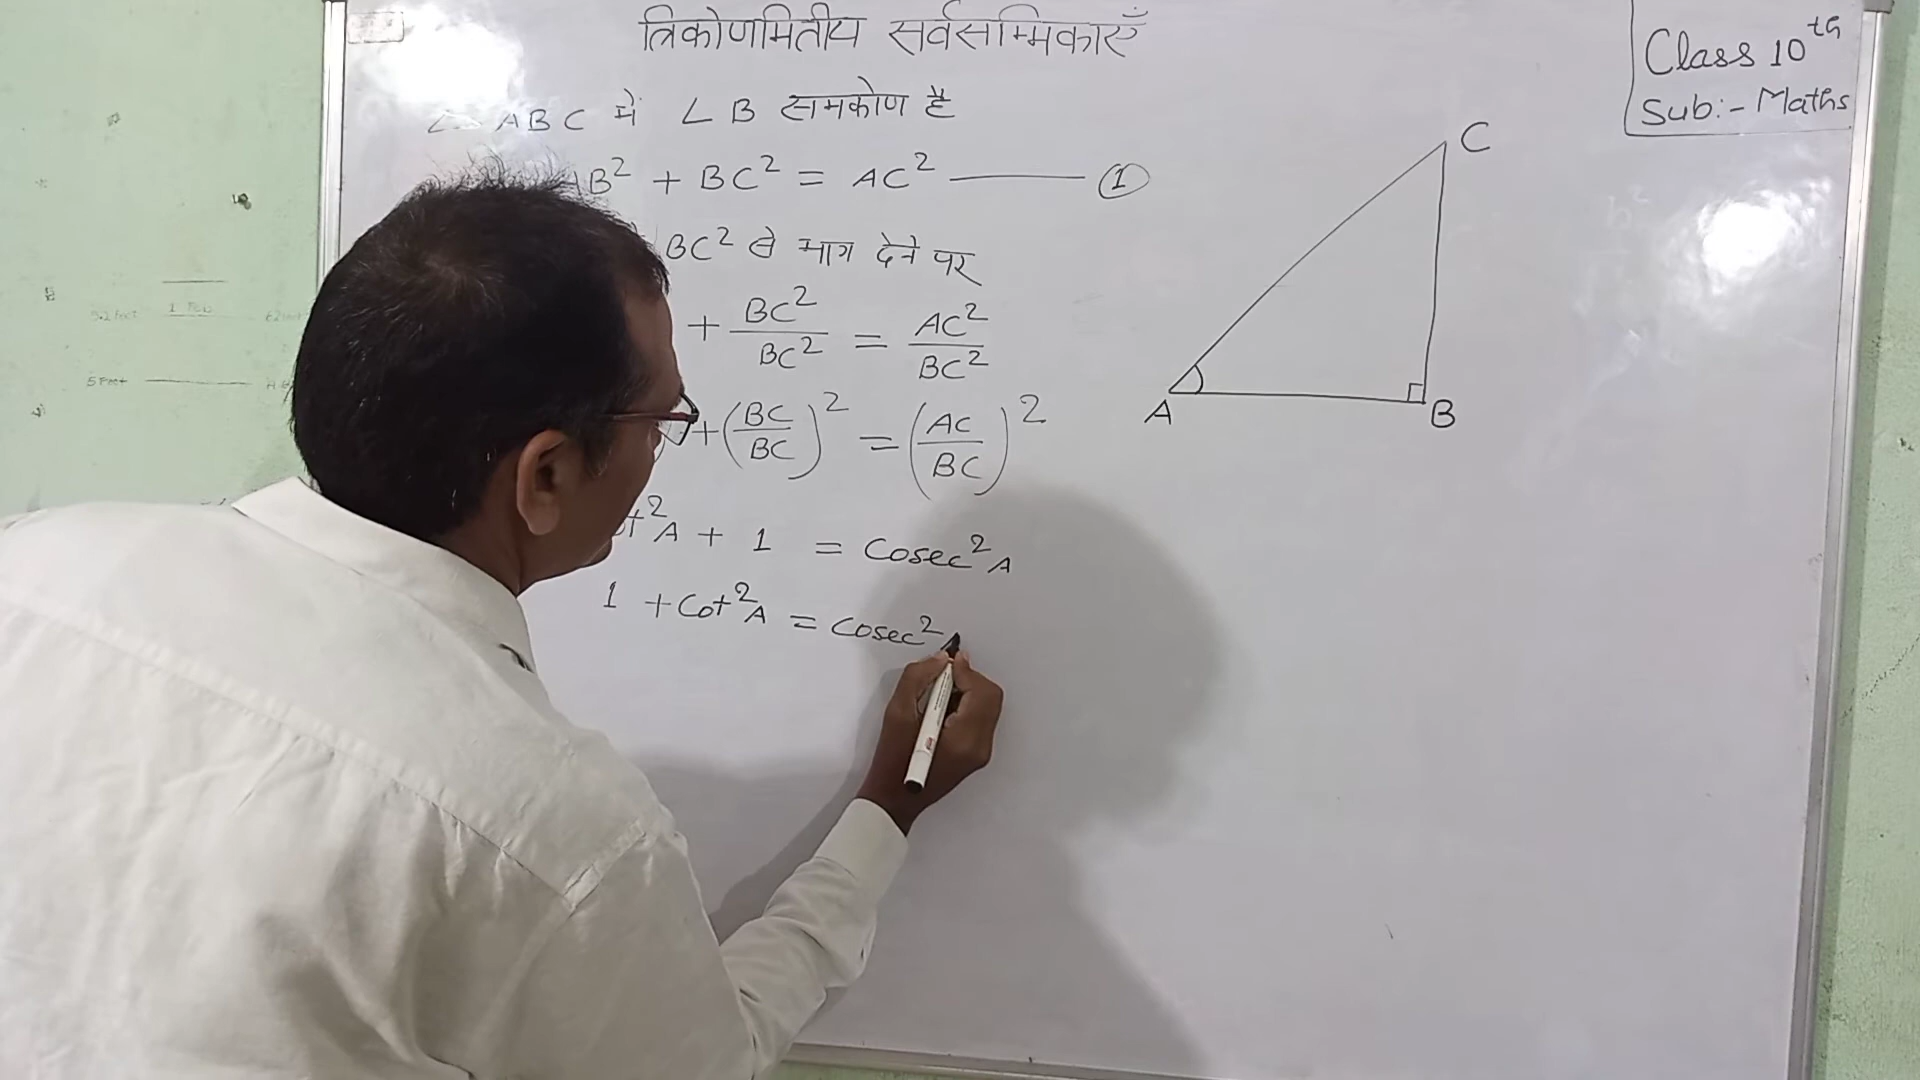 त्रिकोणमितीय सर्वसम्मिकाएँ
Class 10th
Sub:- Maths
ABC में ∠B समकोण है
AB² + BC² = AC² ——— ①
BC² से भाग देने पर
+ BC²/BC² = AC²/BC²
+ (BC/BC)² = (AC/BC)²
cot²A + 1 = Cosec²A
1 + Cot²A = Cosec²
C
A
B